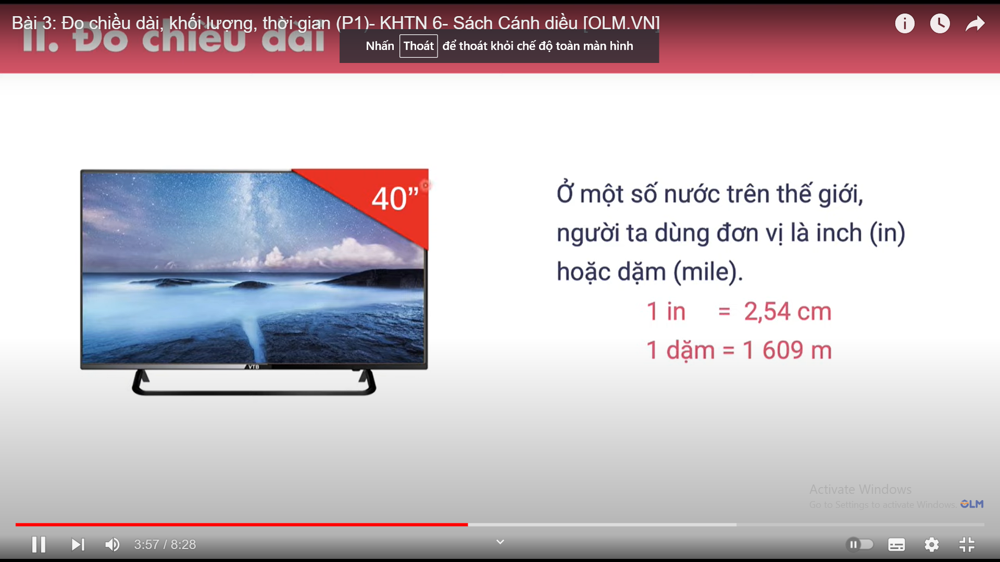 Bài 3: Đo chiều dài, khối lượng, thời gian (P1)- KHTN 6- Sách Cánh diều [OLM.VN]
II. Đo chiều dài
Nhấn Thoát để thoát khỏi chế độ toàn màn hình
40”
Ở một số nước trên thế giới,
người ta dùng đơn vị là inch (in)
hoặc dặm (mile).
1 in = 2,54 cm
1 dặm = 1 609 m
VTB
Activate Windows
Go to Settings to activate Windows.
OLM
3:57 / 8:28